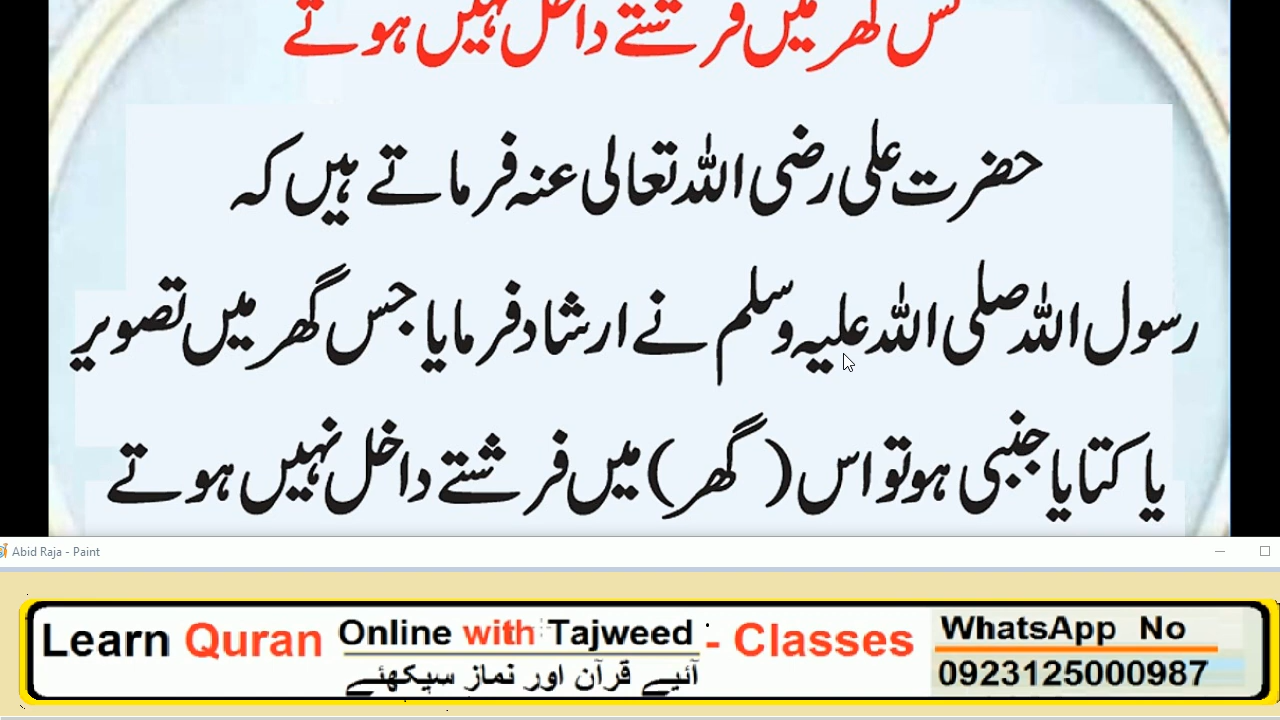 کس گھر میں فرشتے داخل نہیں ہوتے
حضرت علی رضی اللہ تعالی عنہ فرماتے ہیں کہ
رسول اللہ صلی اللہ علیہ وسلم نے ارشاد فرمایا جس گھر میں تصویر
یا کتا یا جنبی ہو تو اس (گھر) میں فرشتے داخل نہیں ہوتے
Abid Raja - Paint
Learn Quran Online with Tajweed - Classes
آئیے قرآن اور نماز سیکھئے
WhatsApp No
0923125000987